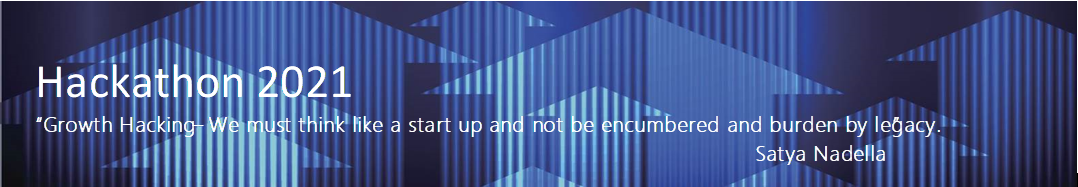 Hackathon 2021
“Growth Hacking– We must think like a start up and not be encumbered and burden by legacy.”
Satya Nadella